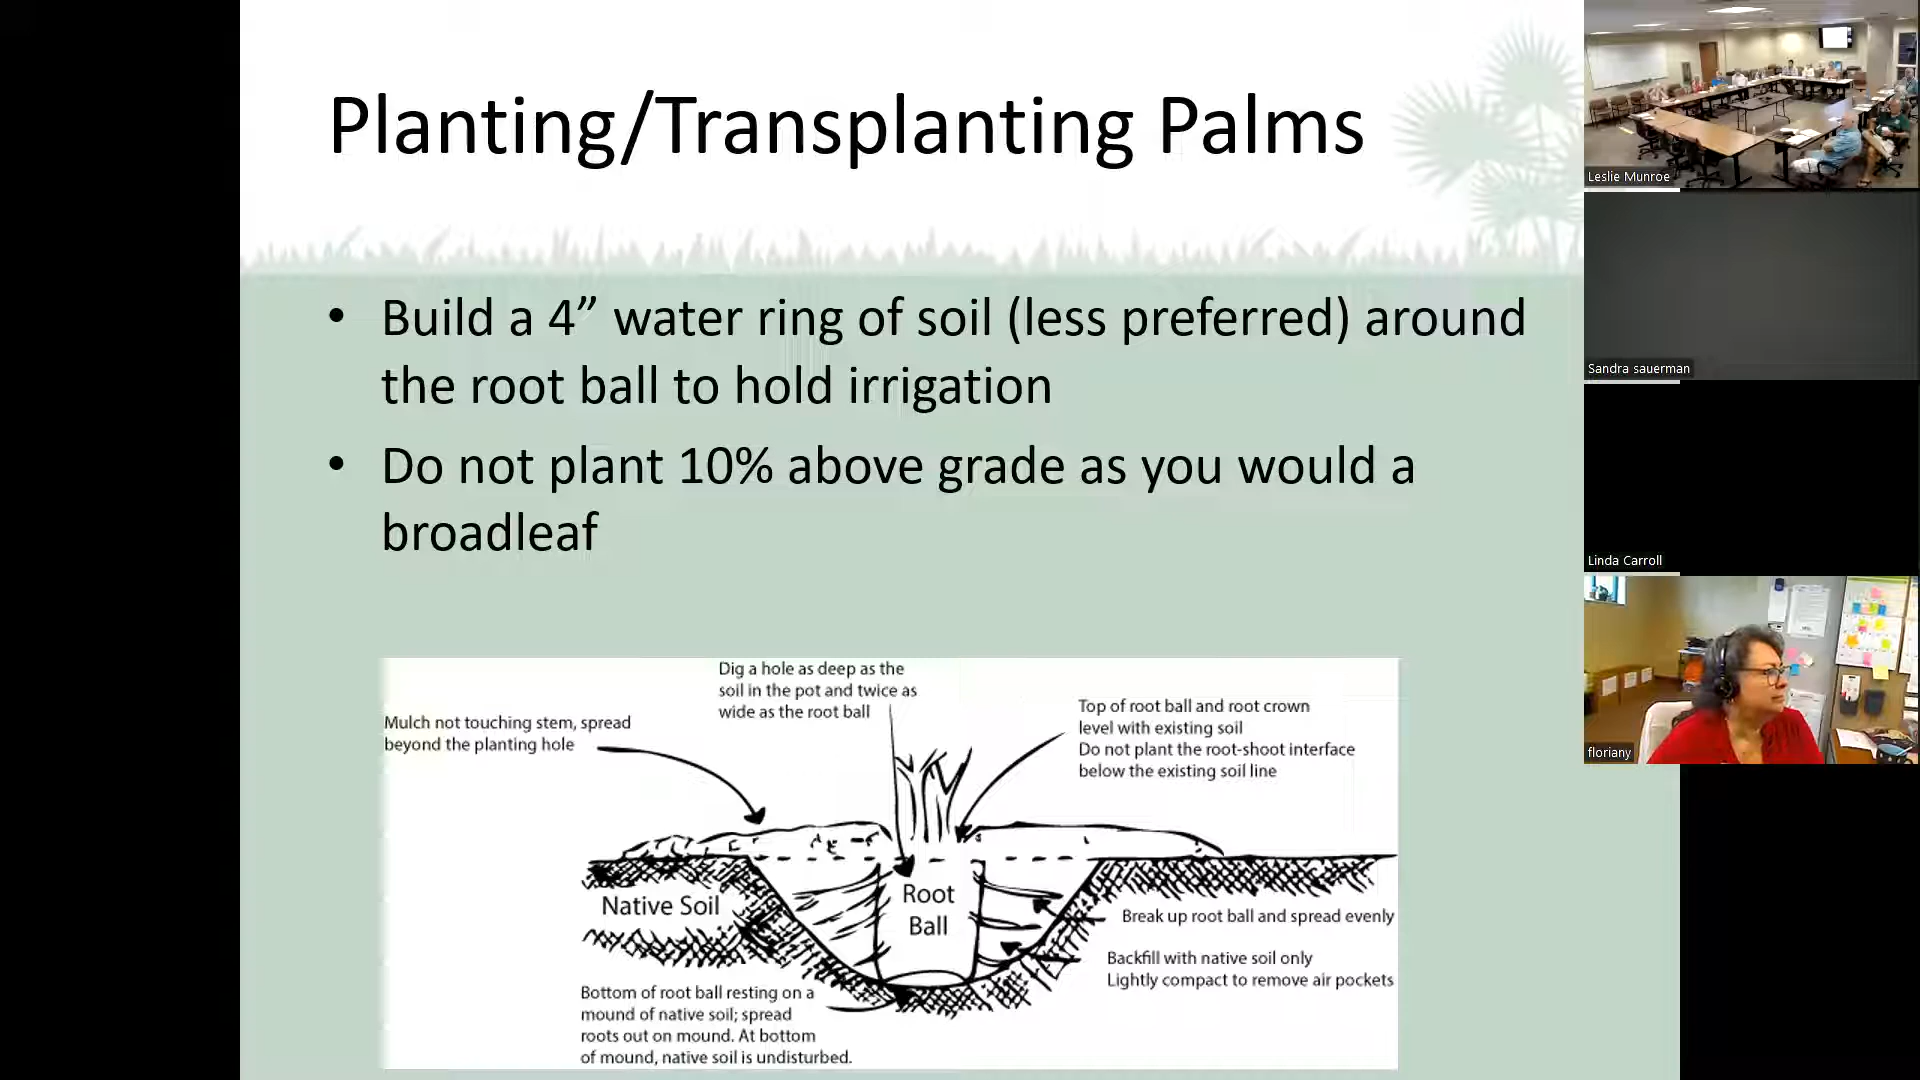 Planting/Transplanting Palms
• Build a 4” water ring of soil (less preferred) around
the root ball to hold irrigation
• Do not plant 10% above grade as you would a
broadleaf
Dig a hole as deep as the
soil in the pot and twice as
wide as the root ball
Mulch not touching stem, spread
beyond the planting hole
Top of root ball and root crown
level with existing soil
Do not plant the root-shoot interface
below the existing soil line
Root
Ball
Native Soil
Break up root ball and spread evenly
Backfill with native soil only
Lightly compact to remove air pockets
Bottom of root ball resting on a
mound of native soil; spread
roots out on mound. At bottom
of mound, native soil is undisturbed.
Leslie Munroe
Sandra sauerman
Linda Carroll
floriany